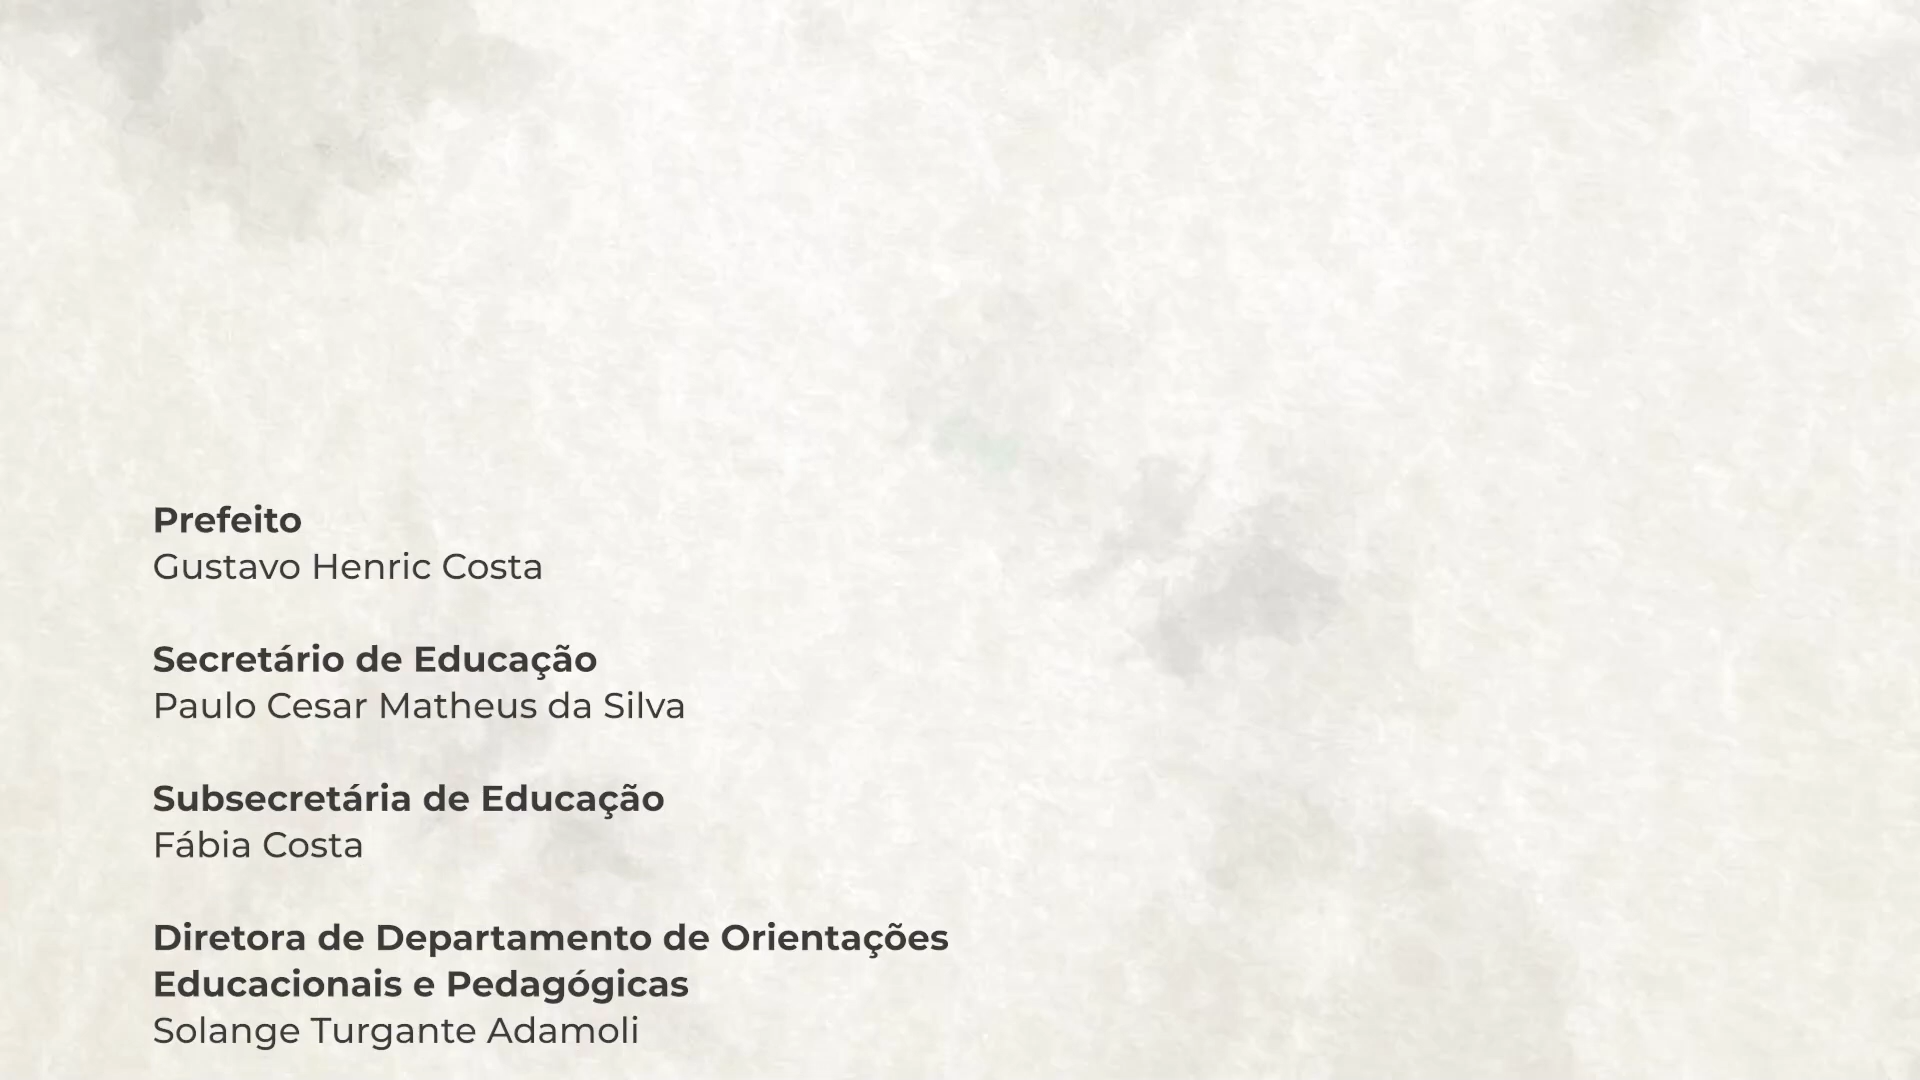 Prefeito
Gustavo Henric Costa
Secretário de Educação
Paulo Cesar Matheus da Silva
Subsecretária de Educação
Fábia Costa
Diretora de Departamento de Orientações
Educacionais e Pedagógicas
Solange Turgante Adamoli